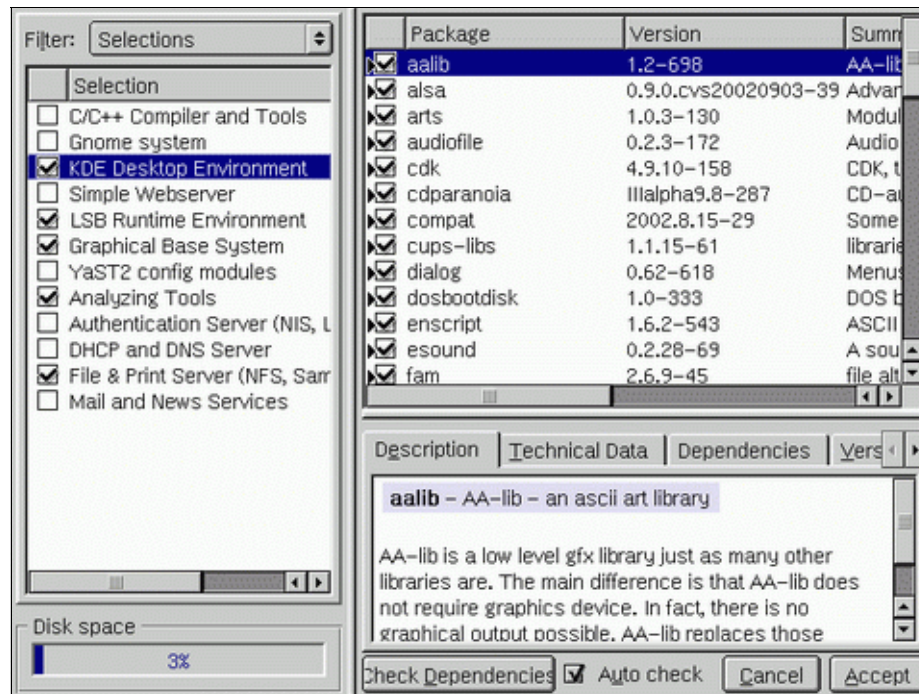 Filter: Selections
Selection
C/C++ Compiler and Tools
Gnome system
KDE Desktop Environment
Simple Webserver
LSB Runtime Environment
Graphical Base System
YaST2 config modules
Analyzing Tools
Authentication Server (NIS, L
DHCP and DNS Server
File & Print Server (NFS, Sam
Mail and News Services
Disk space
3%
Package Version Summ
aalib 1.2-698 AA-lib
alsa 0.9.0.cvs20020903-39 Advan
arts 1.0.3-130 Modul
audiofile 0.2.3-172 Audio
cdk 4.9.10-158 CDK, t
cdparanoia IIIalpha9.8-287 CD-au
compat 2002.8.15-29 Some
cups-libs 1.1.15-61 librarie
dialog 0.62-618 Menus
dosbootdisk 1.0-333 DOS b
enscript 1.6.2-543 ASCII
esound 0.2.28-69 A sou
fam 2.6.9-45 file alt
Description Technical Data Dependencies Vers
aalib - AA-lib - an ascii art library
AA-lib is a low level gfx library just as many other
libraries are. The main difference is that AA-lib does
not require graphics device. In fact, there is no
graphical output possible. AA-lib replaces those
Check Dependencies Auto check Cancel Accept